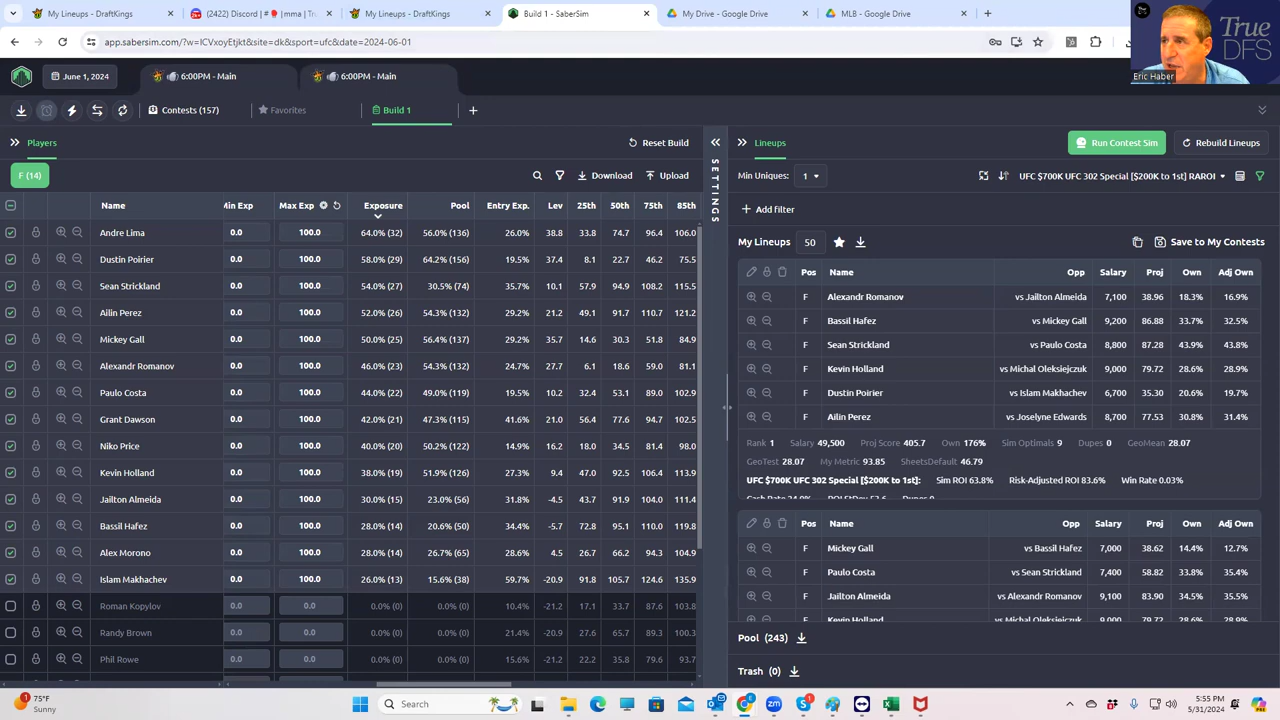 My Lineups - DraftKings
(2422) Discord | # | mma | Tru
My Lineups - DraftKings
Build 1 - SaberSim
My Drive - Google Drive
MLB - Google Drive
app.sabersim.com/?w=ICVxoyEtjkt&site=dk&sport=ufc&date=2024-06-01
True DFS
Eric Haber
June 1, 2024
6:00PM - Main
6:00PM - Main
Contests (157)
Favorites
Build 1
Players
Reset Build
SETTINGS
Lineups
Run Contest Sim
Rebuild Lineups
F (14)
Download
Upload
Min Uniques:
1
UFC $700K UFC 302 Special [$200K to 1st] RAROI
Name Min Exp Max Exp Exposure Pool Entry Exp. Lev 25th 50th 75th 85th
Andre Lima 0.0 100.0 64.0% (32) 56.0% (136) 26.0% 38.8 33.8 74.7 96.4 106.0
Dustin Poirier 0.0 100.0 58.0% (29) 64.2% (156) 19.5% 37.4 8.1 22.7 46.2 75.5
Sean Strickland 0.0 100.0 54.0% (27) 30.5% (74) 35.7% 10.1 57.9 94.9 108.2 115.5
Ailin Perez 0.0 100.0 52.0% (26) 54.3% (132) 29.2% 21.2 49.1 91.7 110.7 121.2
Mickey Gall 0.0 100.0 50.0% (25) 56.4% (137) 29.2% 35.7 14.6 30.3 51.8 84.9
Alexandr Romanov 0.0 100.0 46.0% (23) 54.3% (132) 24.7% 27.7 6.1 18.6 59.0 81.1
Paulo Costa 0.0 100.0 44.0% (22) 49.0% (119) 19.5% 10.2 32.4 53.1 89.0 102.9
Grant Dawson 0.0 100.0 42.0% (21) 47.3% (115) 41.6% 21.0 56.4 77.6 94.7 102.5
Niko Price 0.0 100.0 40.0% (20) 50.2% (122) 14.9% 16.2 18.0 34.5 81.4 98.0
Kevin Holland 0.0 100.0 38.0% (19) 51.9% (126) 27.3% 9.4 47.0 92.5 106.4 113.9
Jailton Almeida 0.0 100.0 30.0% (15) 23.0% (56) 31.8% -4.5 43.7 91.9 104.0 111.4
Bassil Hafez 0.0 100.0 28.0% (14) 20.6% (50) 34.4% -5.7 72.8 95.1 110.0 119.8
Alex Morono 0.0 100.0 28.0% (14) 26.7% (65) 28.6% 4.5 26.7 66.2 94.3 104.9
Islam Makhachev 0.0 100.0 26.0% (13) 15.6% (38) 59.7% -20.9 91.8 105.7 124.6 135.9
Roman Kopylov 0.0 0.0 0.0% (0) 0.0% (0) 10.4% -21.2 17.1 33.7 87.6 103.8
Randy Brown 0.0 0.0 0.0% (0) 0.0% (0) 21.4% -20.9 27.6 65.7 89.3 100.3
Phil Rowe 0.0 0.0 0.0% (0) 0.0% (0) 15.6% -21.2 22.2 35.8 79.6 93.7
Add filter
My Lineups 50
Save to My Contests
Pos Name Opp Salary Proj Own Adj Own
F Alexandr Romanov vs Jailton Almeida 7,100 38.96 18.3% 16.9%
F Bassil Hafez vs Mickey Gall 9,200 86.88 33.7% 32.5%
F Sean Strickland vs Paulo Costa 8,800 87.28 43.9% 43.8%
F Kevin Holland vs Michal Oleksiejczuk 9,000 79.72 28.6% 28.9%
F Dustin Poirier vs Islam Makhachev 6,700 35.30 20.6% 19.7%
F Ailin Perez vs Joselyne Edwards 8,700 77.53 30.8% 31.4%
Rank 1 Salary 49,500 Proj Score 405.7 Own 176% Sim Optimals 9 Dupes 0 GeoMean 28.07
GeoTest 28.07 My Metric 93.85 SheetsDefault 46.79
UFC $700K UFC 302 Special [$200K to 1st]: Sim ROI 63.8% Risk-Adjusted ROI 83.6% Win Rate 0.03%
Pos Name Opp Salary Proj Own Adj Own
F Mickey Gall vs Bassil Hafez 7,000 38.62 14.4% 12.7%
F Paulo Costa vs Sean Strickland 7,400 58.82 33.8% 35.4%
F Jailton Almeida vs Alexandr Romanov 9,100 83.90 34.5% 35.5%
F Kevin Holland vs Michal Oleksiejczuk 9,000 79.72 28.6% 28.9%
Pool (243)
Trash (0)
75°F
Sunny
Search
5:55 PM
5/31/2024